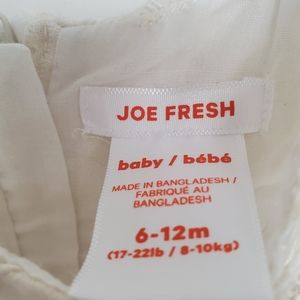 JOE FRESH
baby / bébé
MADE IN BANGLADESH /
FABRIQUÉ AU
BANGLADESH
6-12m
(17-22lb / 8-10kg)